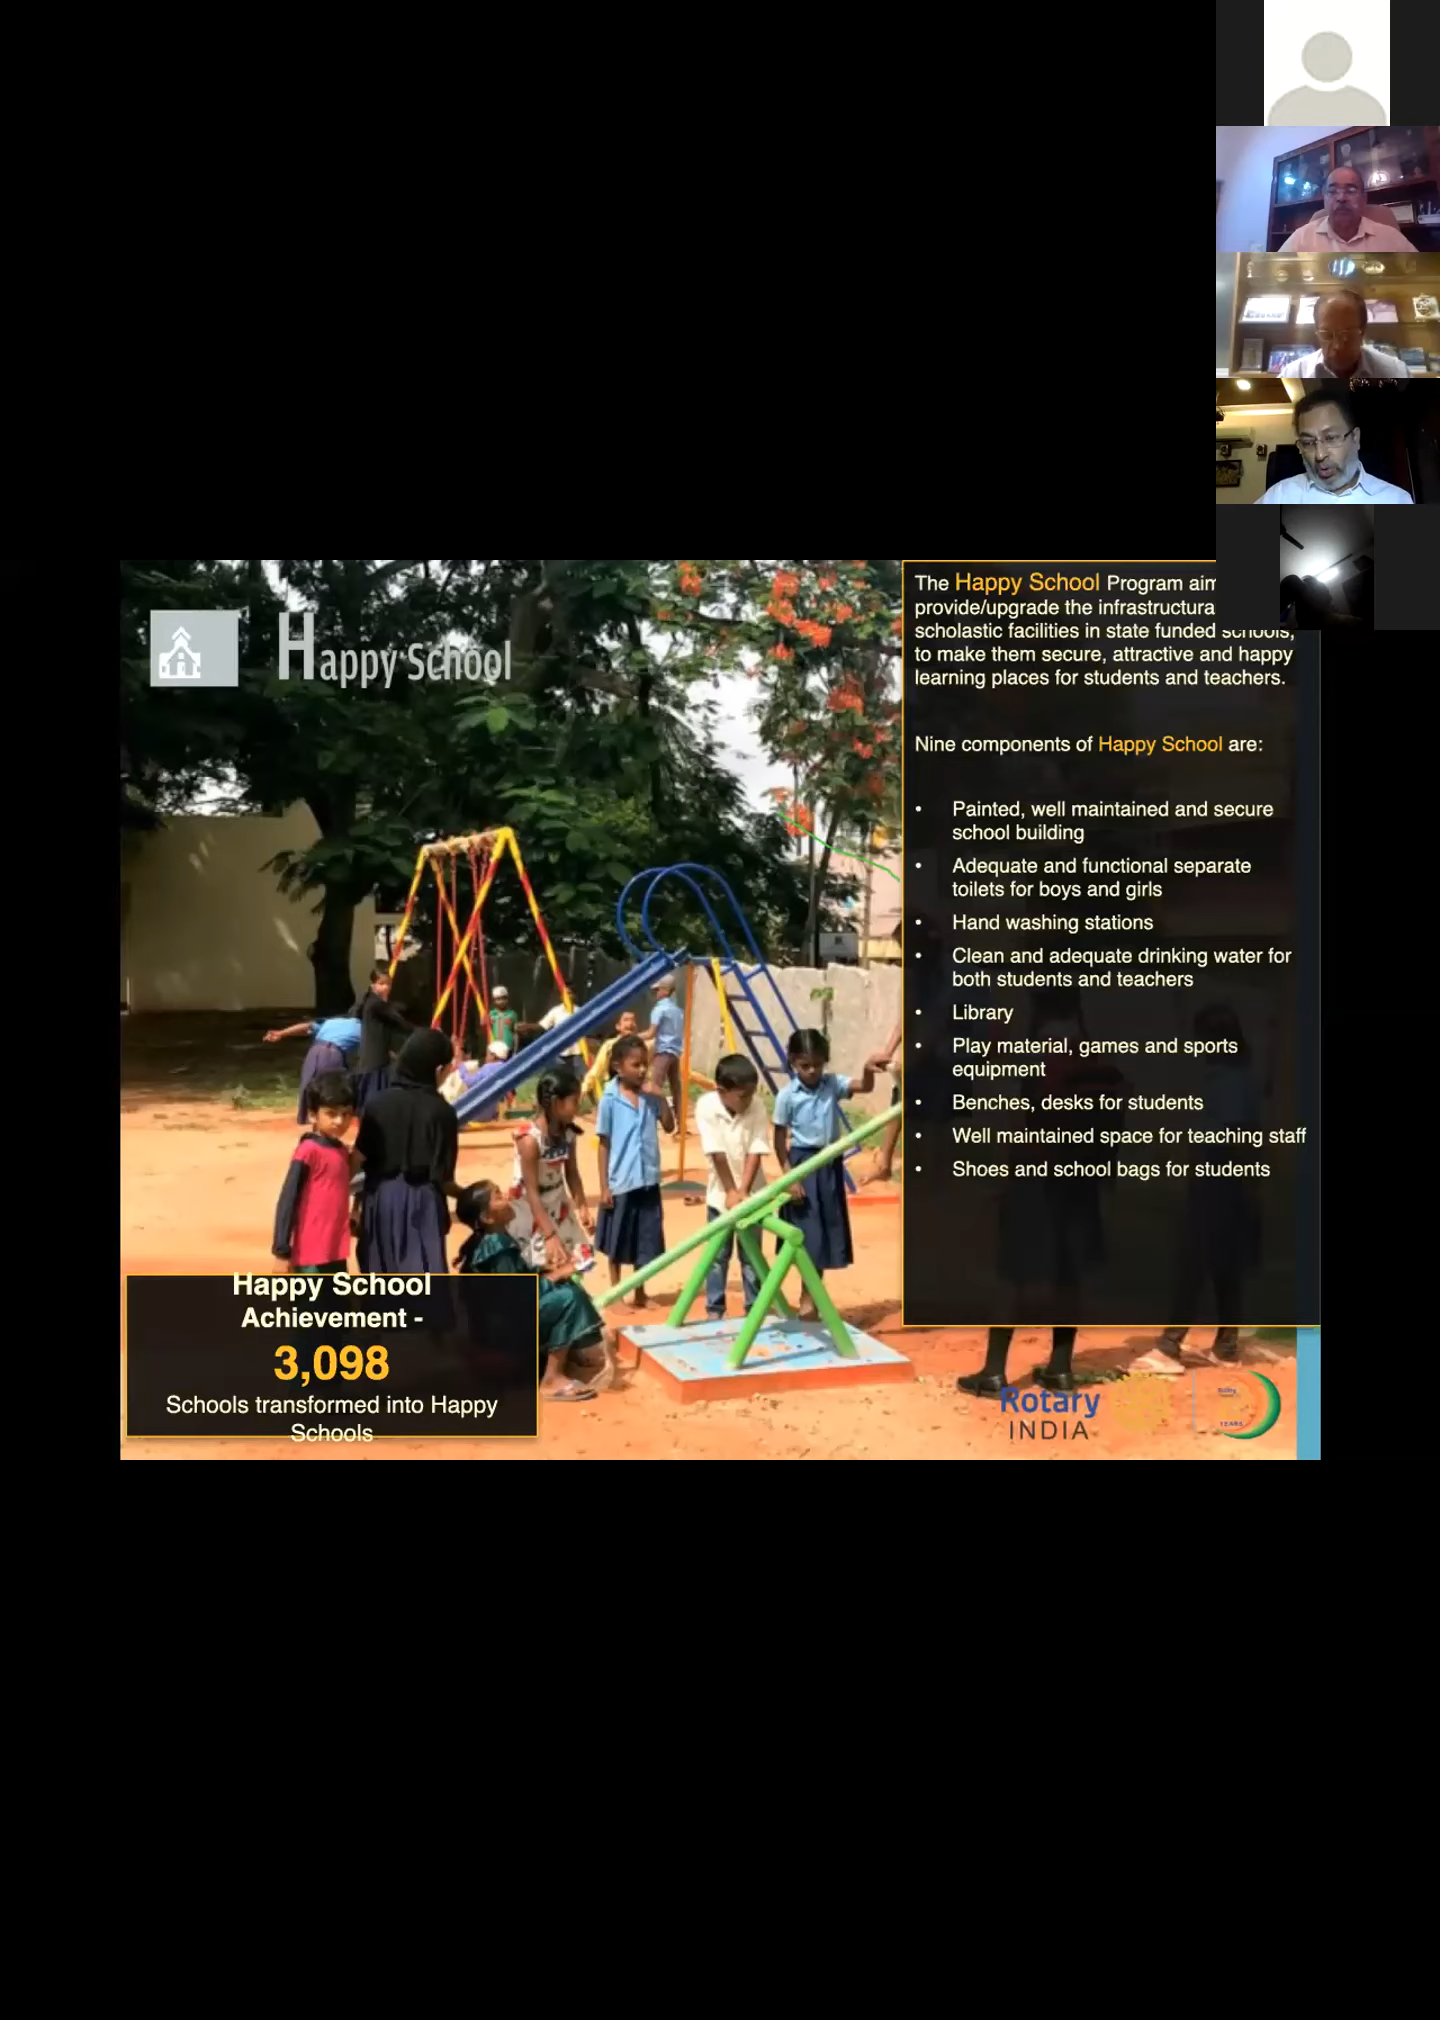 Happy School
The Happy School Program aim
provide/upgrade the infrastructura
scholastic facilities in state funded schools,
to make them secure, attractive and happy
learning places for students and teachers.
Nine components of Happy School are:
• Painted, well maintained and secure
school building
• Adequate and functional separate
toilets for boys and girls
• Hand washing stations
• Clean and adequate drinking water for
both students and teachers
• Library
• Play material, games and sports
equipment
• Benches, desks for students
• Well maintained space for teaching staff
• Shoes and school bags for students
Happy School
Achievement -
3,098
Schools transformed into Happy
Schools
Rotary
INDIA
Rotary
YEARS